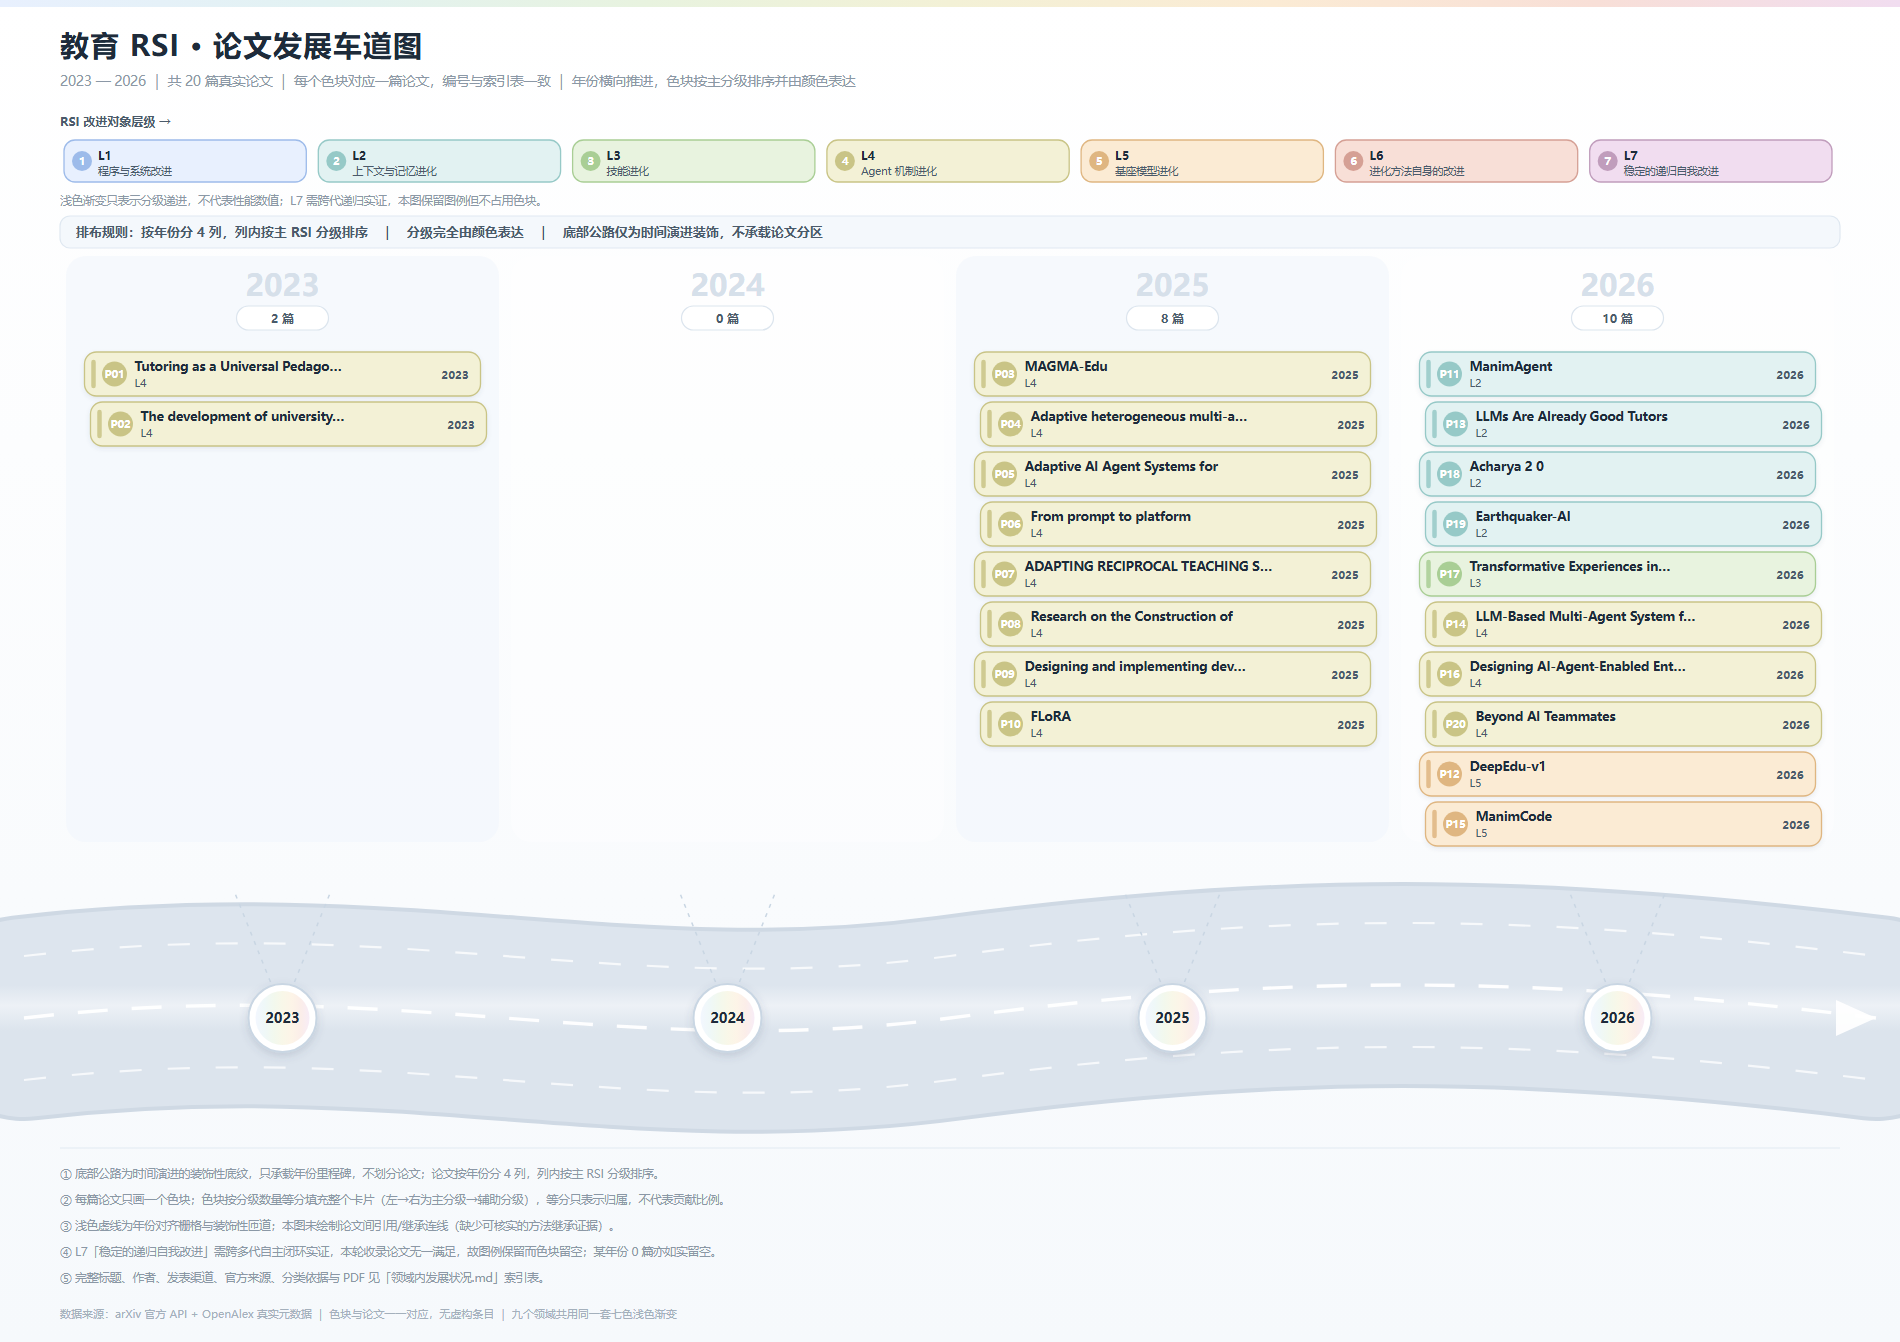 教育 RSI • 论文发展车道图
2023 — 2026 | 共 20 篇真实论文 | 每个色块对应一篇论文，编号与索引表一致 | 年份横向推进，色块按主分级排序并由颜色表达
RSI 改进对象层级 →
1 L1 程序与系统改进
2 L2 上下文与记忆进化
3 L3 技能进化
4 L4 Agent 机制进化
5 L5 基座模型进化
6 L6 进化方法自身的改进
7 L7 稳定的递归自我改进
浅色渐变只表示分级递进，不代表性能数值；L7 需跨代递归实证，本图保留图例但不占用色块。
排布规则：按年份分 4 列，列内按主 RSI 分级排序 | 分级完全由颜色表达 | 底部公路仅为时间演进装饰，不承载论文分区
2023
2 篇
P01 Tutoring as a Universal Pedago... 2023
L4
P02 The development of university... 2023
L4
2024
0 篇
2025
8 篇
P03 MAGMA-Edu 2025
L4
P04 Adaptive heterogeneous multi-a... 2025
L4
P05 Adaptive AI Agent Systems for 2025
L4
P06 From prompt to platform 2025
L4
P07 ADAPTING RECIPROCAL TEACHING S... 2025
L4
P08 Research on the Construction of 2025
L4
P09 Designing and implementing dev... 2025
L4
P10 FLoRA 2025
L4
2026
10 篇
P11 ManimAgent 2026
L2
P13 LLMs Are Already Good Tutors 2026
L2
P18 Acharya 2 0 2026
L2
P19 Earthquaker-AI 2026
L2
P17 Transformative Experiences in... 2026
L3
P14 LLM-Based Multi-Agent System f... 2026
L4
P16 Designing AI-Agent-Enabled Ent... 2026
L4
P20 Beyond AI Teammates 2026
L4
P12 DeepEdu-v1 2026
L5
P15 ManimCode 2026
L5
2023
2024
2025
2026
① 底部公路为时间演进的装饰性底纹，只承载年份里程碑，不划分论文；论文按年份分 4 列，列内按主 RSI 分级排序。
② 每篇论文只画一个色块；色块按分级数量等分填充整个卡片（左→右为主分级→辅助分级），等分只表示归属，不代表贡献比例。
③ 浅色虚线为年份对齐栅格与装饰性匝道；本图未绘制论文间引用/继承连线（缺少可核实的方法继承证据）。
④ L7「稳定的递归自我改进」需跨多代自主闭环实证，本轮收录论文无一满足，故图例保留而色块留空；某年份 0 篇亦如实留空。
⑤ 完整标题、作者、发表渠道、官方来源、分类依据与 PDF 见「领域内发展状况.md」索引表。
数据来源：arXiv 官方 API + OpenAlex 真实元数据 | 色块与论文一一对应，无虚构条目 | 九个领域共用同一套七色浅色渐变